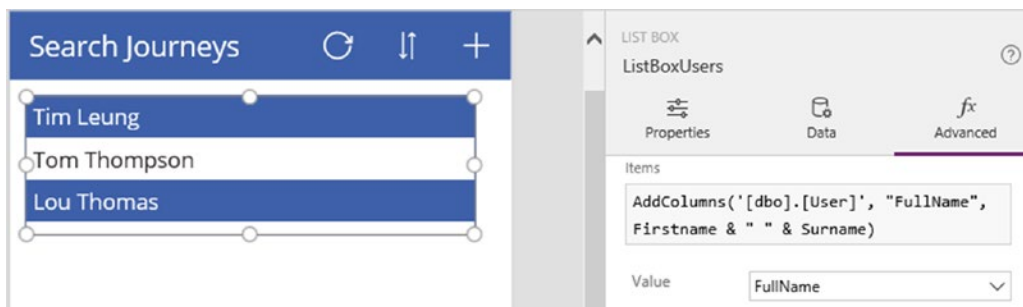 Search Journeys
Tim Leung
Tom Thompson
Lou Thomas
LIST BOX
ListBoxUsers
?
Properties
Data
fx
Advanced
Items
AddColumns('[dbo].[User]', "FullName",
Firstname & " " & Surname)
Value
FullName